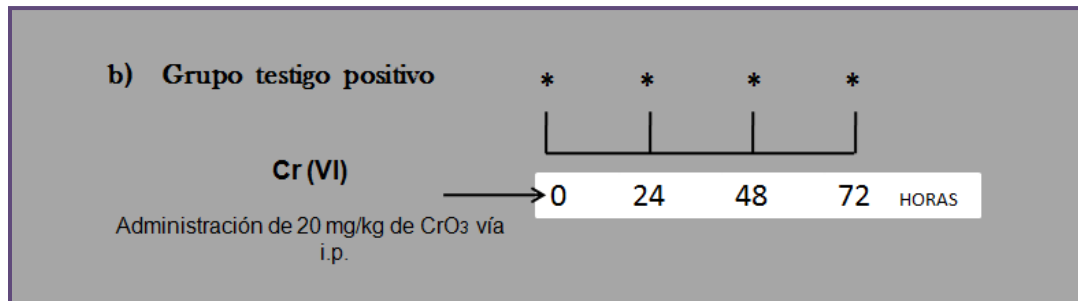 b) Grupo testigo positivo
* * * *
Cr (VI)
0 24 48 72 HORAS
Administración de 20 mg/kg de CrO3 vía
i.p.